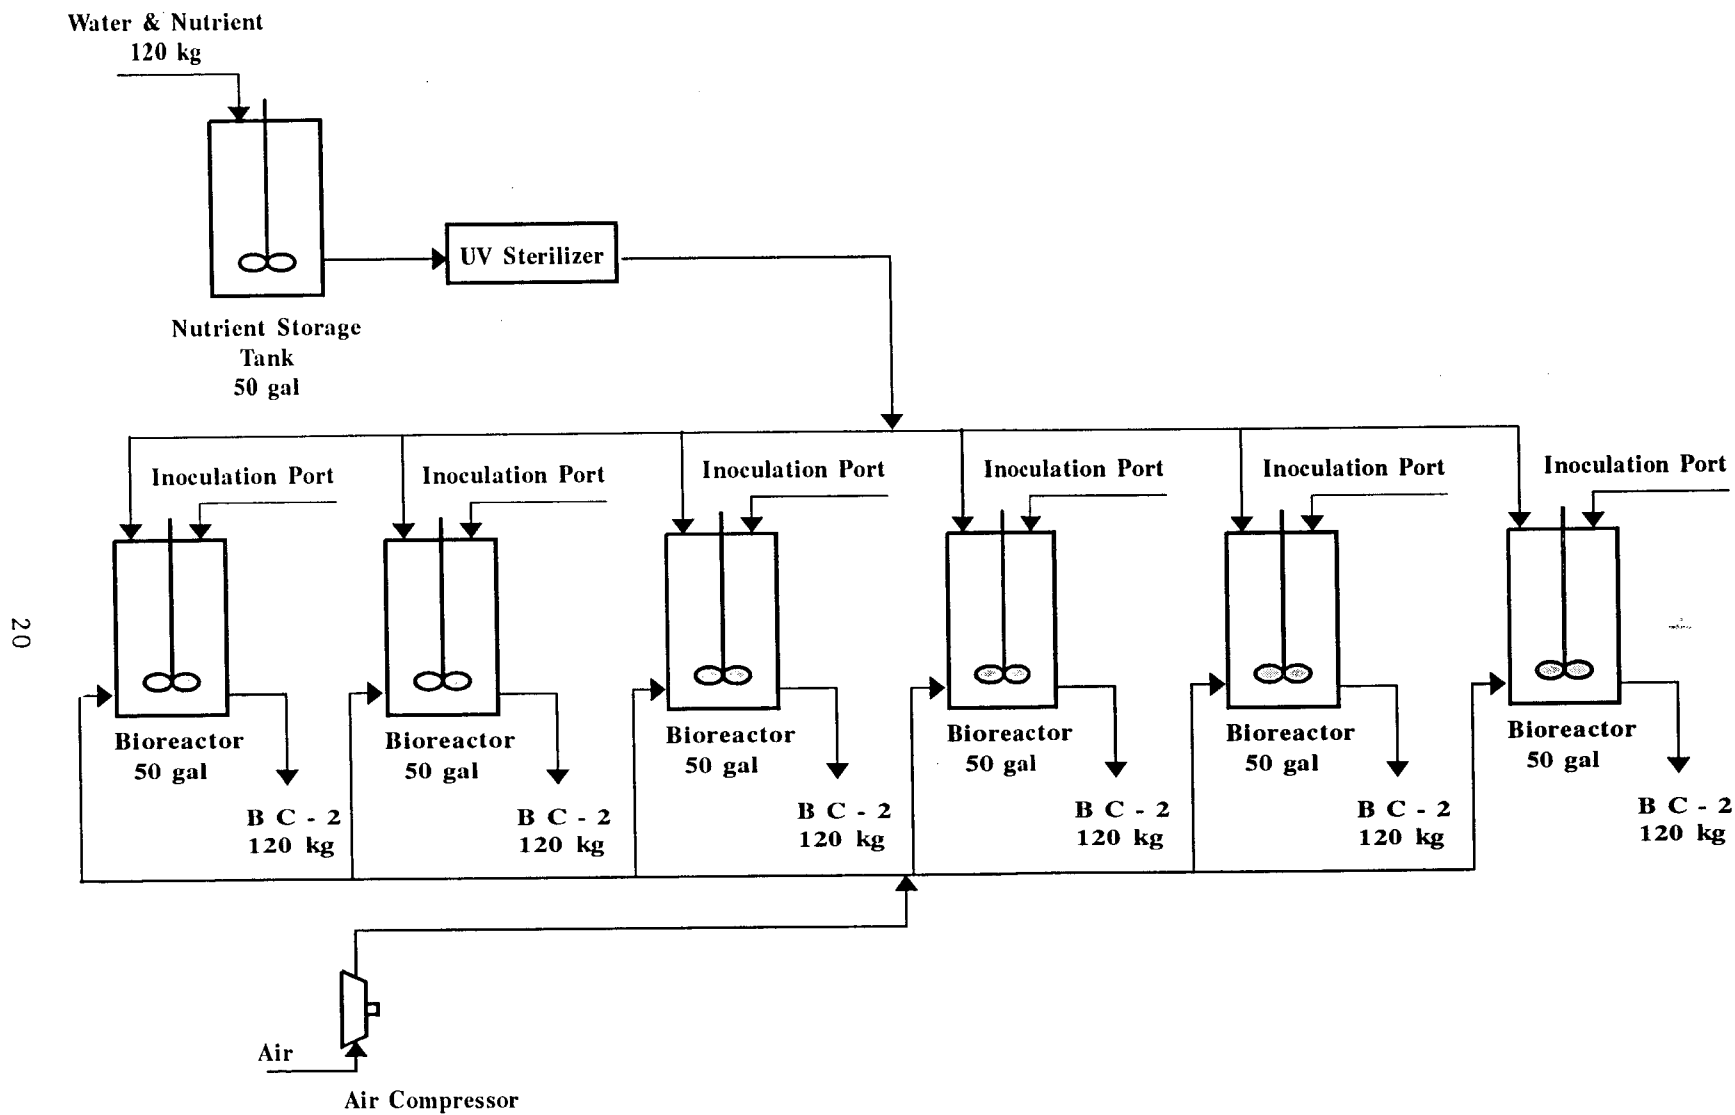 Water & Nutrient
120 kg
UV Sterilizer
Nutrient Storage
Tank
50 gal
Inoculation Port
Inoculation Port
Inoculation Port
Inoculation Port
Inoculation Port
Inoculation Port
20
Bioreactor
50 gal
Bioreactor
50 gal
Bioreactor
50 gal
Bioreactor
50 gal
Bioreactor
50 gal
Bioreactor
50 gal
B C - 2
120 kg
B C - 2
120 kg
B C - 2
120 kg
B C - 2
120 kg
B C - 2
120 kg
B C - 2
120 kg
Air
Air Compressor